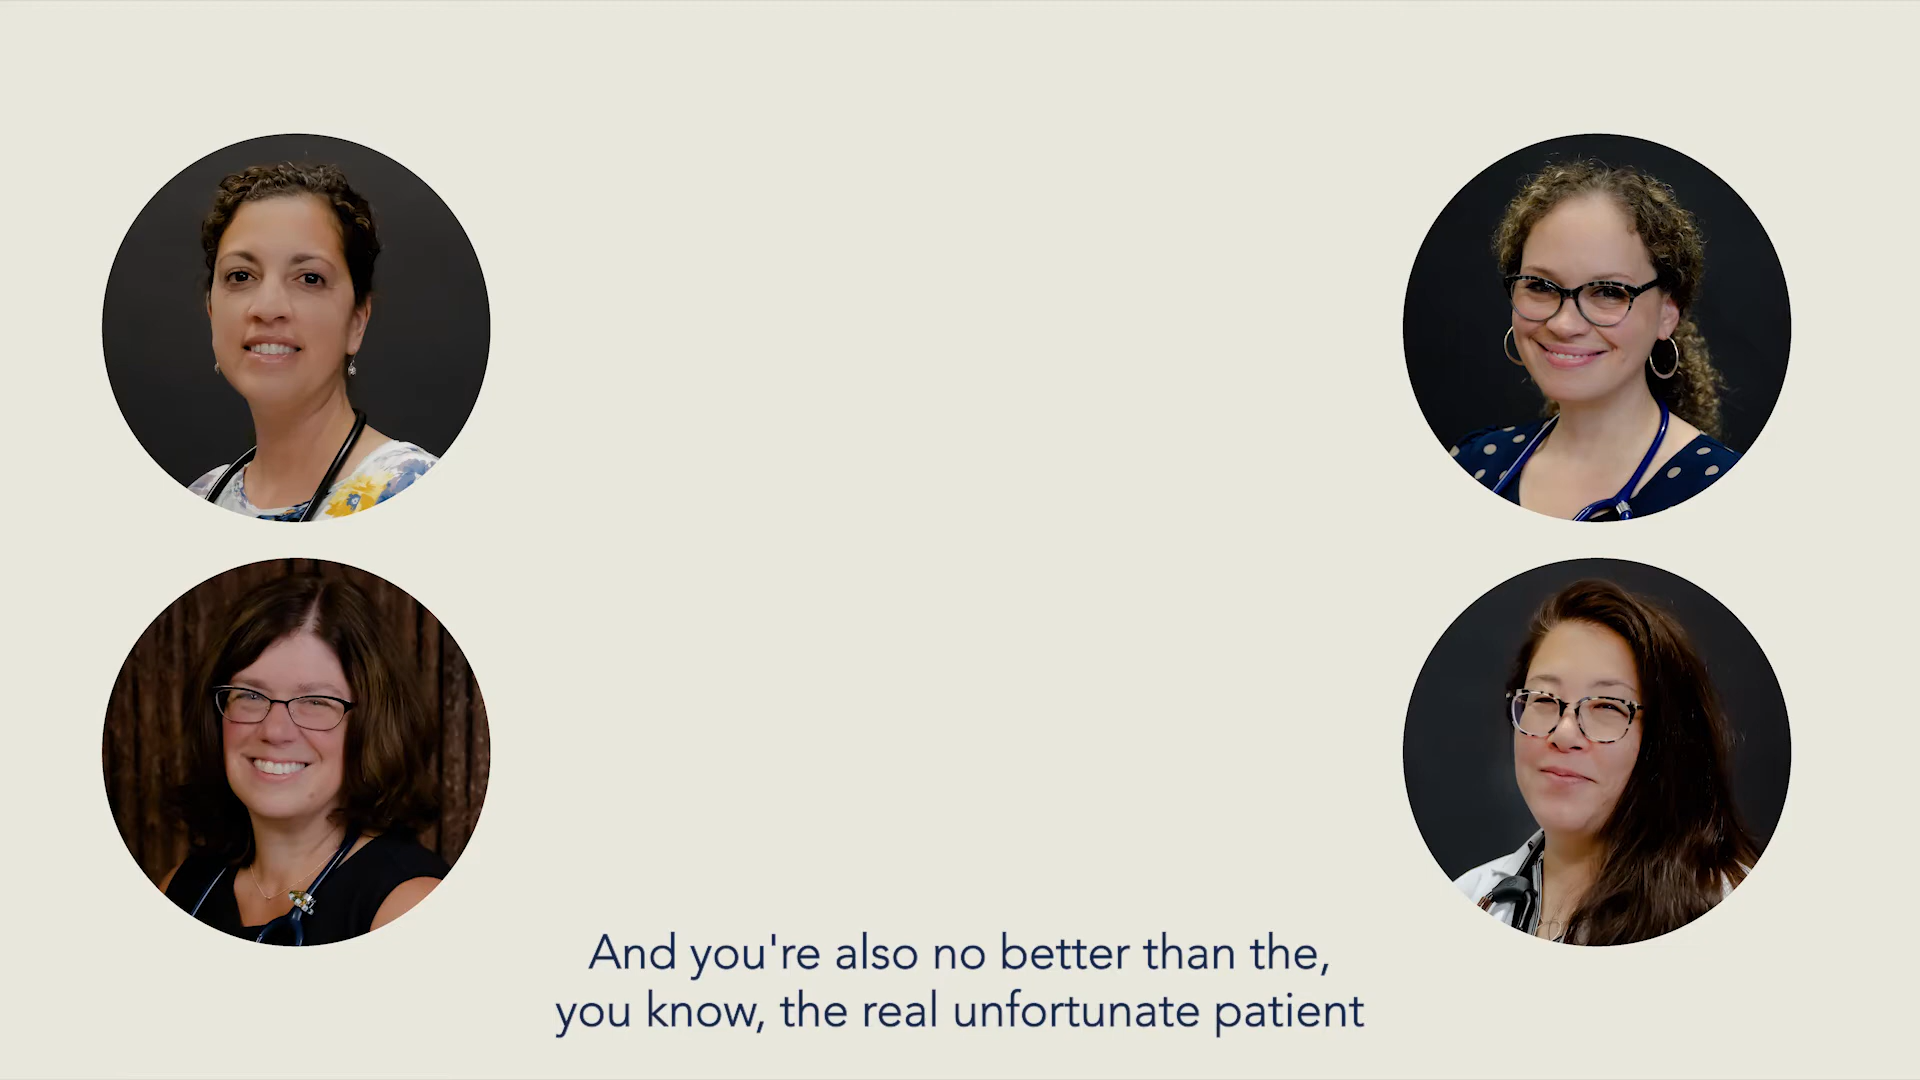 And you're also no better than the,
you know, the real unfortunate patient